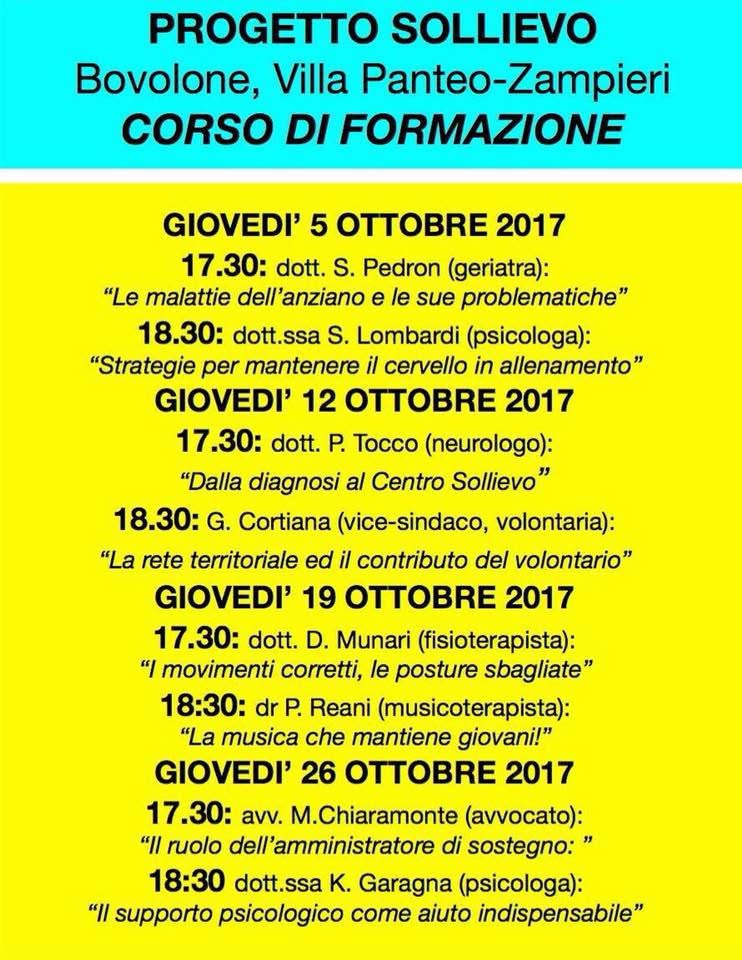 PROGETTO SOLLIEVO
Bovolone, Villa Panteo-Zampieri
CORSO DI FORMAZIONE
GIOVEDI’ 5 OTTOBRE 2017
17.30: dott. S. Pedron (geriatra):
“Le malattie dell’anziano e le sue problematiche”
18.30: dott.ssa S. Lombardi (psicologa):
“Strategie per mantenere il cervello in allenamento”
GIOVEDI’ 12 OTTOBRE 2017
17.30: dott. P. Tocco (neurologo):
“Dalla diagnosi al Centro Sollievo”
18.30: G. Cortiana (vice-sindaco, volontaria):
“La rete territoriale ed il contributo del volontario”
GIOVEDI’ 19 OTTOBRE 2017
17.30: dott. D. Munari (fisioterapista):
“I movimenti corretti, le posture sbagliate”
18:30: dr P. Reani (musicoterapista):
“La musica che mantiene giovani!”
GIOVEDI’ 26 OTTOBRE 2017
17.30: avv. M.Chiaramonte (avvocato):
“Il ruolo dell’amministratore di sostegno: ”
18:30 dott.ssa K. Garagna (psicologa):
“Il supporto psicologico come aiuto indispensabile”